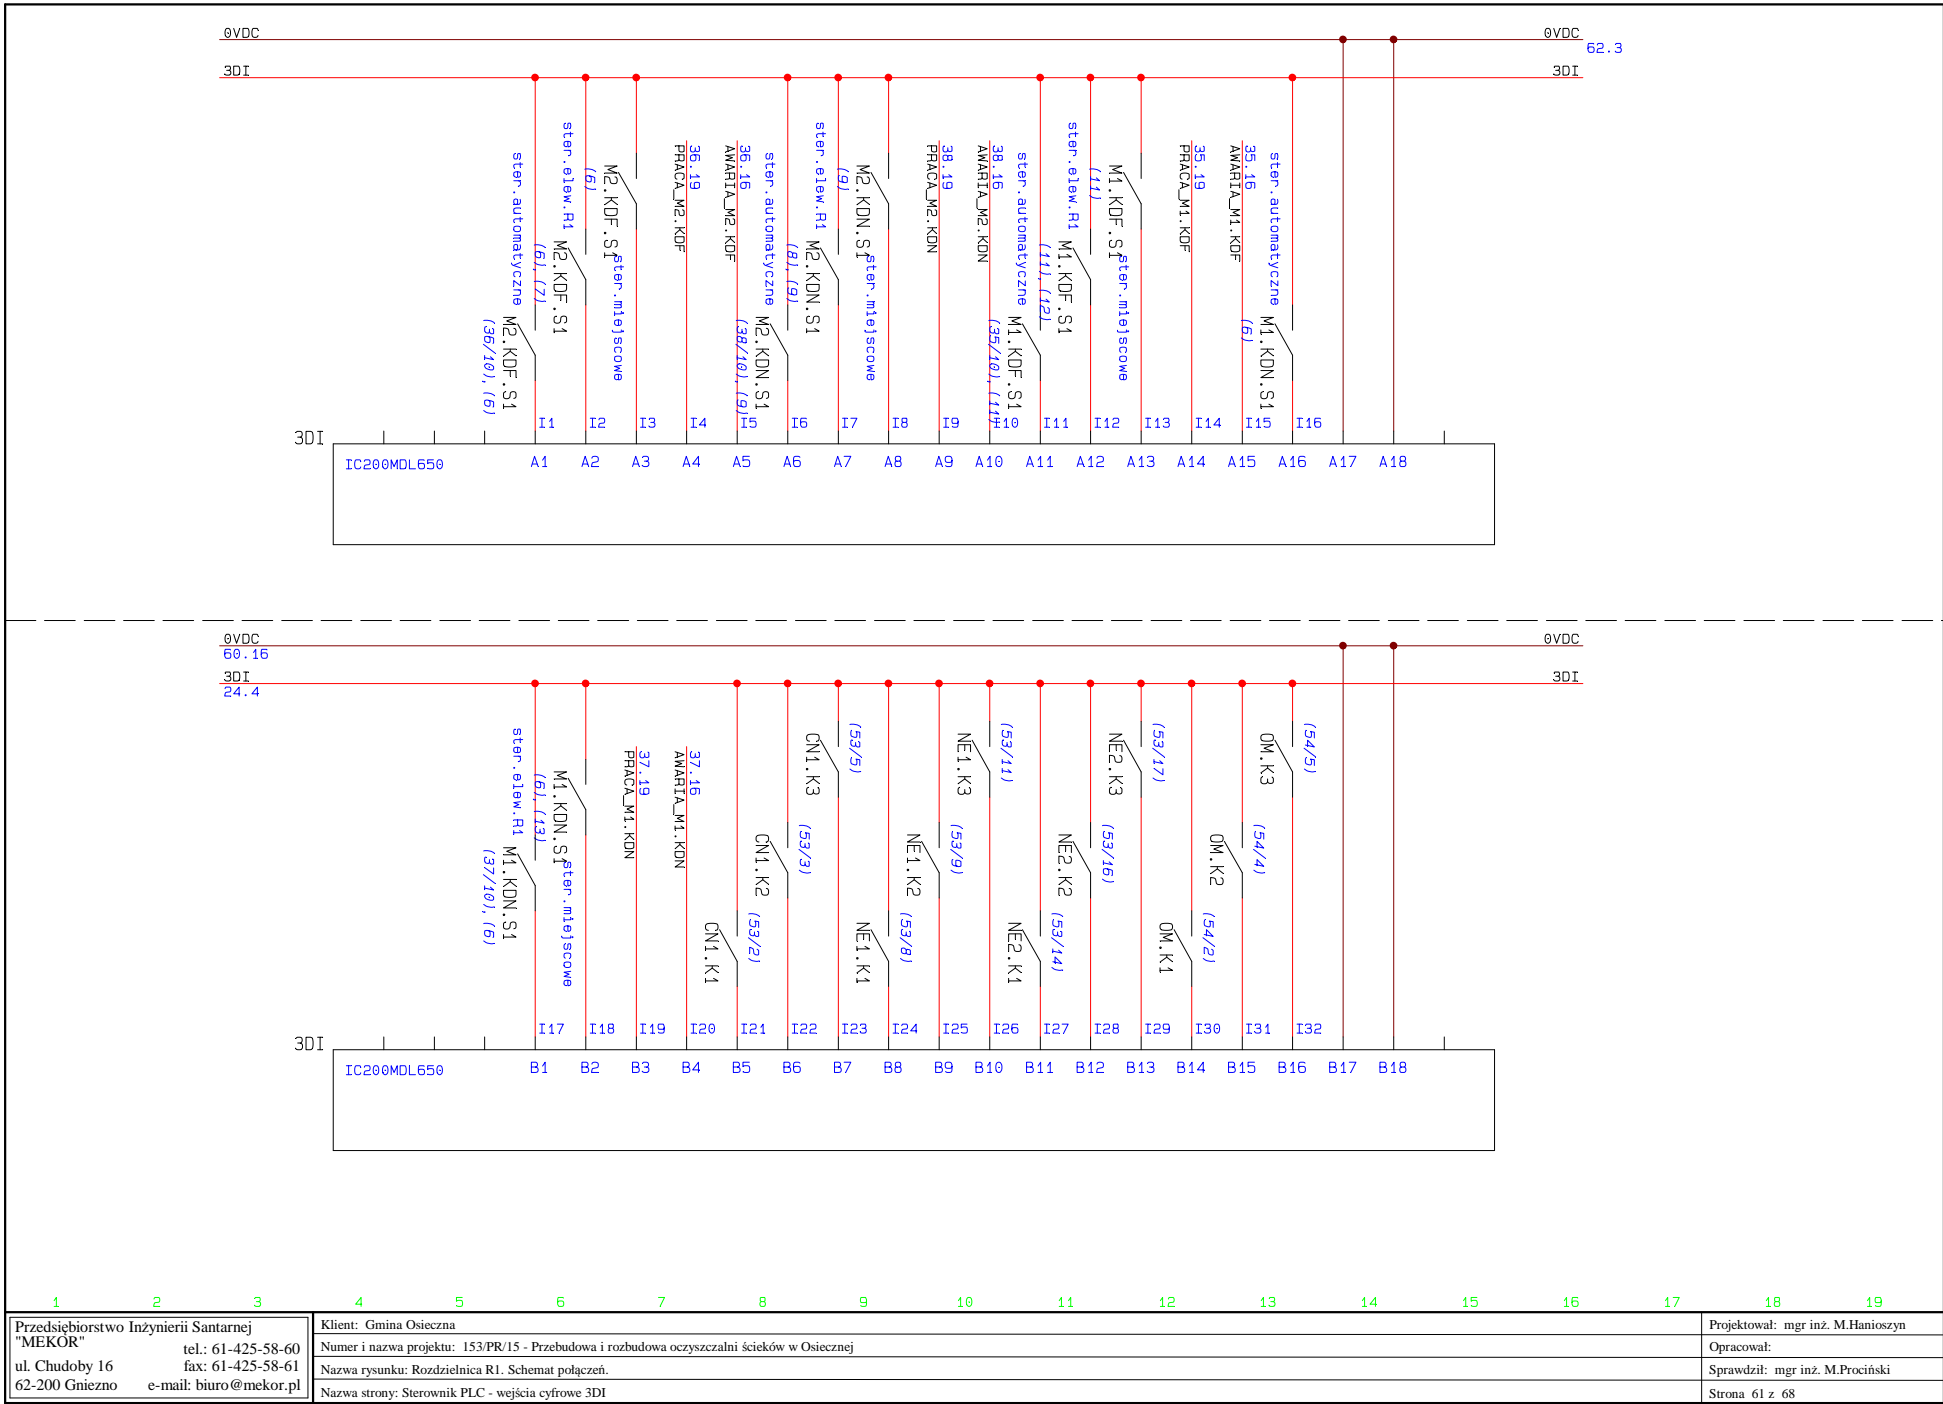 0VDC
0VDC
62.3
3DI
3DI
ster.automatyczne
M2.KDF.S1
(36/10), (6)
ster.elew.R1
M2.KDF.S1
(6), (7)
ster.miejscowe
M2.KDF.S1
(6)
36.19
PRACA_M2.KDF
36.16
AWARIA_M2.KDF
ster.automatyczne
M2.KDN.S1
(38/10), (9)
ster.elew.R1
M2.KDN.S1
(8), (9)
ster.miejscowe
M2.KDN.S1
(9)
38.19
PRACA_M2.KDN
38.16
AWARIA_M2.KDN
ster.automatyczne
M1.KDF.S1
(35/10), (11)
ster.elew.R1
M1.KDF.S1
(11), (12)
ster.miejscowe
M1.KDF.S1
(11)
35.19
PRACA_M1.KDF
35.16
AWARIA_M1.KDF
ster.automatyczne
M1.KDN.S1
(6)
I1 I2 I3 I4 I5 I6 I7 I8 I9 I10 I11 I12 I13 I14 I15 I16
3DI
IC200MDL650 A1 A2 A3 A4 A5 A6 A7 A8 A9 A10 A11 A12 A13 A14 A15 A16 A17 A18
0VDC
0VDC
60.16
3DI
3DI
24.4
ster.elew.R1
M1.KDN.S1
(37/10), (6)
ster.miejscowe
M1.KDN.S1
(6), (13)
37.19
PRACA_M1.KDN
37.16
AWARIA_M1.KDN
CN1.K1
(53/2)
CN1.K2
(53/3)
CN1.K3
(53/5)
NE1.K1
(53/8)
NE1.K2
(53/9)
NE1.K3
(53/11)
NE2.K1
(53/14)
NE2.K2
(53/16)
NE2.K3
(53/17)
OM.K1
(54/2)
OM.K2
(54/4)
OM.K3
(54/5)
I17 I18 I19 I20 I21 I22 I23 I24 I25 I26 I27 I28 I29 I30 I31 I32
3DI
IC200MDL650 B1 B2 B3 B4 B5 B6 B7 B8 B9 B10 B11 B12 B13 B14 B15 B16 B17 B18
1 2 3 4 5 6 7 8 9 10 11 12 13 14 15 16 17 18 19
Przedsiębiorstwo Inżynierii Santarnej
"MEKOR"
tel.: 61-425-58-60
ul. Chudoby 16 fax: 61-425-58-61
62-200 Gniezno e-mail: biuro@mekor.pl
Klient: Gmina Osieczna
Numer i nazwa projektu: 153/PR/15 - Przebudowa i rozbudowa oczyszczalni ścieków w Osiecznej
Nazwa rysunku: Rozdzielnica R1. Schemat połączeń.
Nazwa strony: Sterownik PLC - wejścia cyfrowe 3DI
Projektował: mgr inż. M.Hanioszyn
Opracował:
Sprawdził: mgr inż. M.Prociński
Strona 61 z 68